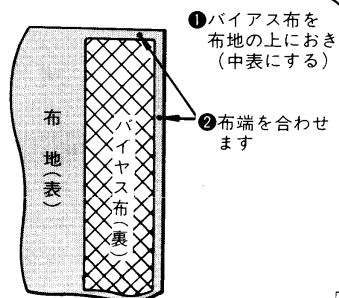 ❶バイアス布を
布地の上におき
(中表にする)
❷布端を合わせ
ます
布地(表)
バイヤス布(裏)